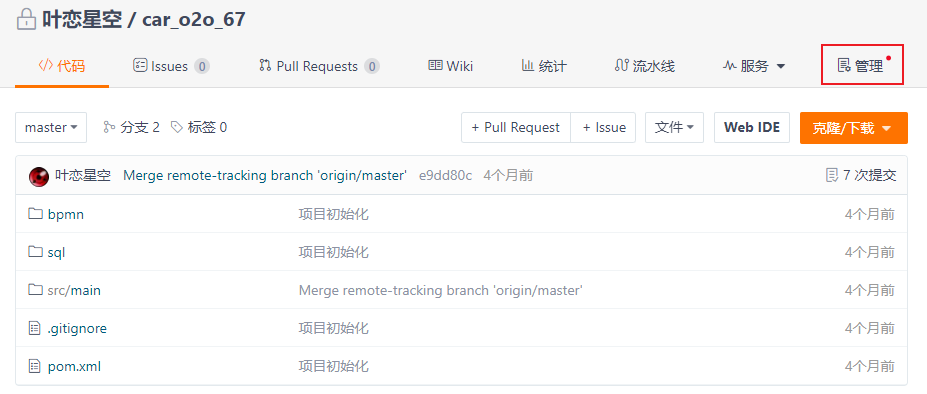 叶恋星空 / car_o2o_67
代码 Issues 0 Pull Requests 0 Wiki 统计 流水线 服务 管理
master 分支 2 标签 0 + Pull Request + Issue 文件 Web IDE 克隆/下载
叶恋星空 Merge remote-tracking branch 'origin/master' e9dd80c 4个月前 7 次提交
bpmn 项目初始化 4个月前
sql 项目初始化 4个月前
src/main Merge remote-tracking branch 'origin/master' 4个月前
.gitignore 项目初始化 4个月前
pom.xml 项目初始化 4个月前